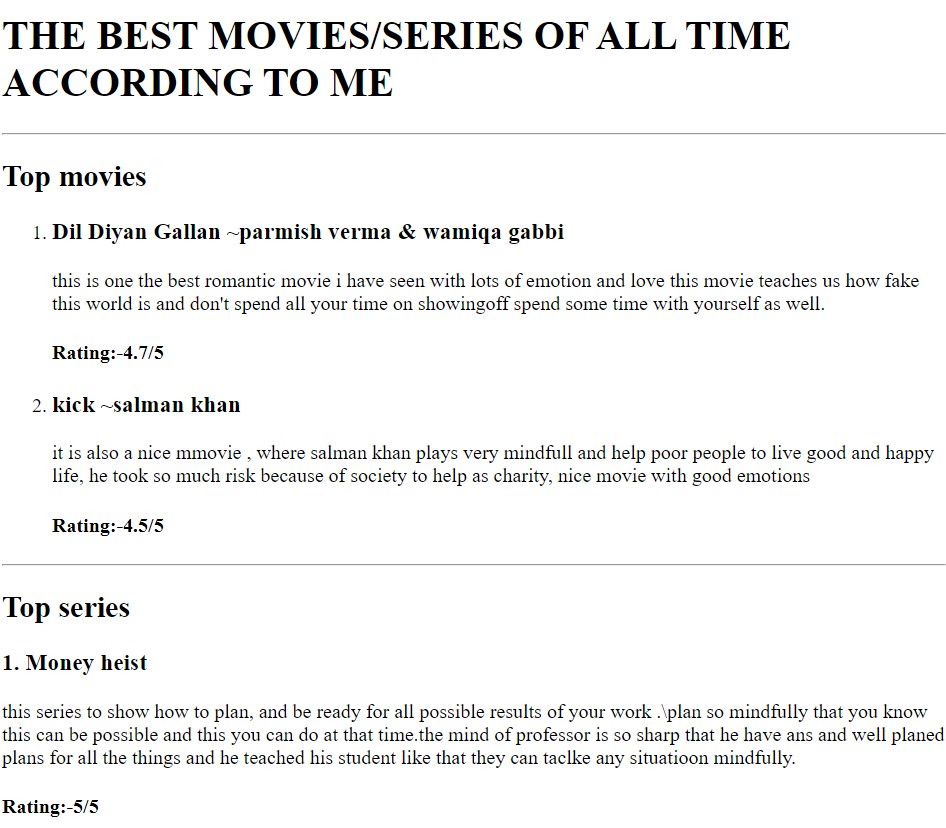 THE BEST MOVIES/SERIES OF ALL TIME
ACCORDING TO ME
Top movies
1. Dil Diyan Gallan ~parmish verma & wamiqa gabbi
this is one the best romantic movie i have seen with lots of emotion and love this movie teaches us how fake
this world is and don't spend all your time on showingoff spend some time with yourself as well.
Rating:-4.7/5
2. kick ~salman khan
it is also a nice mmovie , where salman khan plays very mindfull and help poor people to live good and happy
life, he took so much risk because of society to help as charity, nice movie with good emotions
Rating:-4.5/5
Top series
1. Money heist
this series to show how to plan, and be ready for all possible results of your work .\plan so mindfully that you know
this can be possible and this you can do at that time.the mind of professor is so sharp that he have ans and well planed
plans for all the things and he teached his student like that they can taclke any situatioon mindfully.
Rating:-5/5